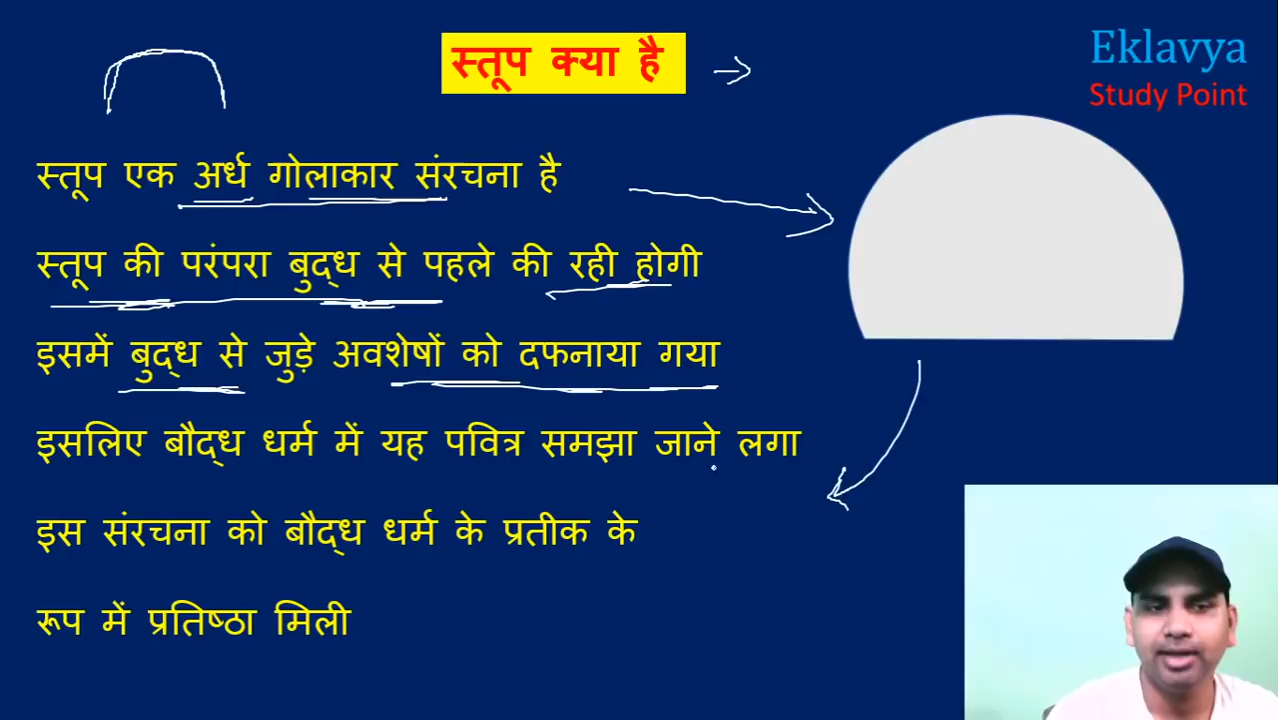 स्तूप क्या है
Eklavya
Study Point
स्तूप एक अर्ध गोलाकार संरचना है
स्तूप की परंपरा बुद्ध से पहले की रही होगी
इसमें बुद्ध से जुड़े अवशेषों को दफनाया गया
इसलिए बौद्ध धर्म में यह पवित्र समझा जाने लगा
इस संरचना को बौद्ध धर्म के प्रतीक के
रूप में प्रतिष्ठा मिली